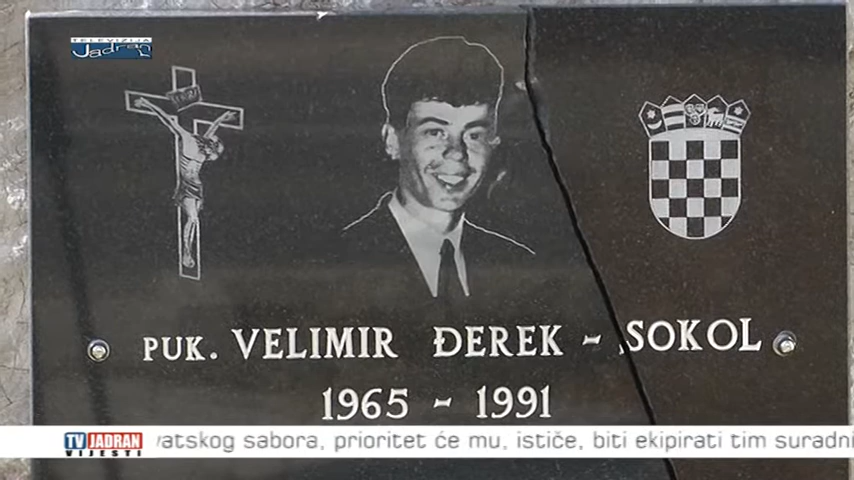 TELEVIZIJA
Jadran
PUK. VELIMIR ĐEREK - SOKOL
1965 - 1991
TV JADRAN
VIJESTI
vatskog sabora, prioritet će mu, ističe, biti ekipirati tim suradni